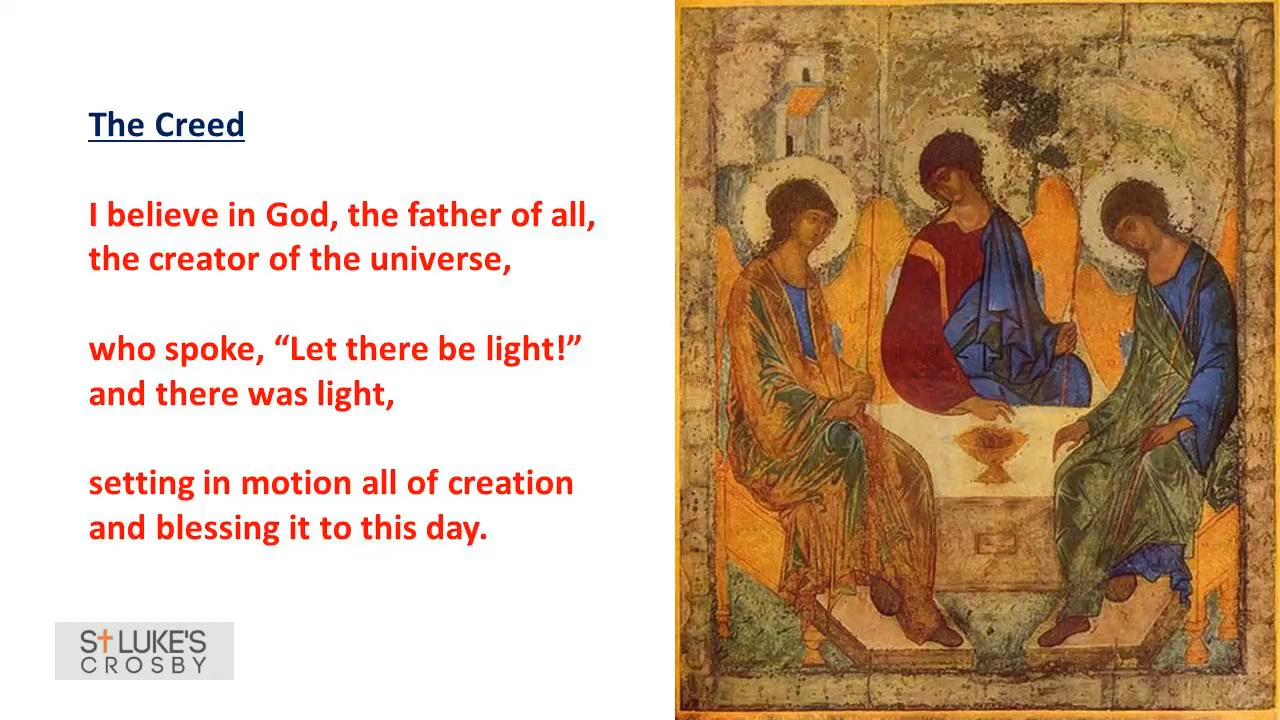 The Creed
I believe in God, the father of all,
the creator of the universe,
who spoke, “Let there be light!”
and there was light,
setting in motion all of creation
and blessing it to this day.
ST LUKE'S
CROSBY